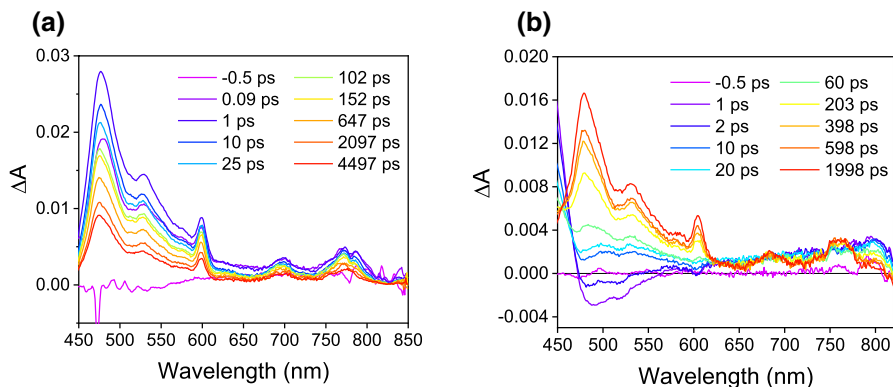 (a)
0.03
0.02
0.01
0.00
ΔA
-0.5 ps
0.09 ps
1 ps
10 ps
25 ps
102 ps
152 ps
647 ps
2097 ps
4497 ps
450 500 550 600 650 700 750 800 850
Wavelength (nm)
(b)
0.020
0.016
0.012
0.008
0.004
0.000
-0.004
ΔA
-0.5 ps
1 ps
2 ps
10 ps
20 ps
60 ps
203 ps
398 ps
598 ps
1998 ps
450 500 550 600 650 700 750 800
Wavelength (nm)